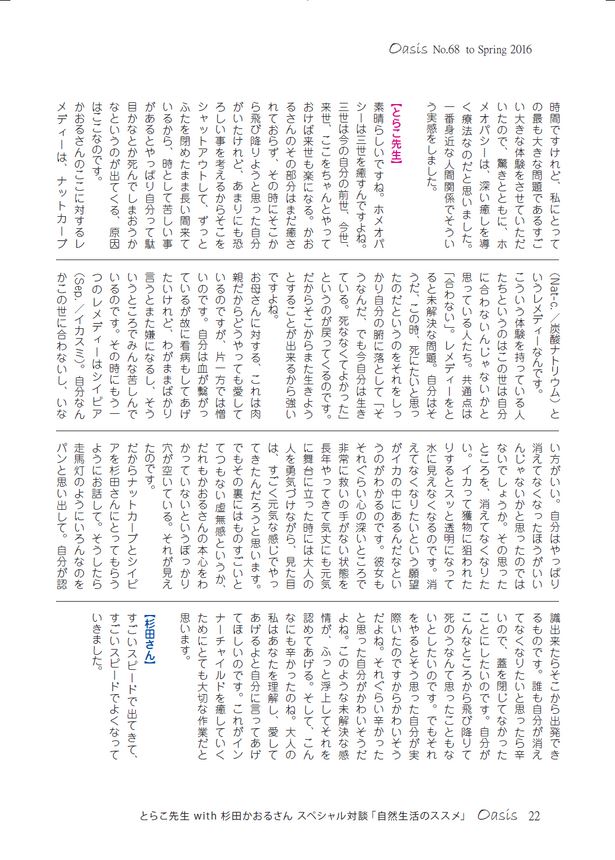 Oasis No.68 to Spring 2016
時間ですけれど、私にとって
の最も大きな問題であるすご
い大きな体験をさせていただ
いたので、驚きとともに、ホ
メオパシーは、深い癒しを導
く療法なのだと思いました。
一番身近な人間関係でそうい
う実感をしました。
【とらこ先生】
素晴らしいですね。ホメオパ
シーは三世を癒すんですよね。
三世は今の自分の前世、今世、
来世、ここをちゃんとやって
おけば来世も楽になる。かお
るさんのその部分はまだ癒さ
れておらず、その時にそこか
ら飛び降りようと思った自分
がいたけれど、あまりにも恐
ろしい事を考えるからそこを
シャットアウトして、ずっと
ふたを閉めたまま長い間来て
いるから、時として苦しい事
があるとやっぱり自分って駄
目かなとか死んでしまおうか
なというのが出てくる、原因
はここなのです。
かおるさんのここに対するレ
メディーは、ナットカーブ
（Nat-c.／炭酸ナトリウム）と
いうレメディーなんです。
こういう体験を持っている人
たちというのはこの世は自分
に合わないんじゃないかと
思っている人たち。共通点は
「合わない」。レメディーをと
ると未解決な問題。自分はそ
うだ、この時、死にたいと思っ
たのだというのをそれをしっ
かり自分の腑に落として「そ
うなんだ、でも今自分は生き
ている。死ななくてよかった」
というのが戻ってくるのです。
だからそこからまた生きよう
とすることが出来るから強い
ですよね。
お母さんに対する、これは肉
親だからどうやっても愛して
いるのですが、片一方では憎
いのです。自分は血が繋がっ
ているが故に看病もしてあげ
たいけれど、わがままばかり
言うとまた嫌になるし、そう
いうところでみんな苦しんで
いるのです。その時にもう一
つのレメディーはシイピア
（Sep.／イカスミ）。自分なん
かこの世に合わないし、いな
い方がいい。自分はやっぱり
消えてなくなったほうがいい
んじゃないかと思ったのでは
ないでしょうか。その思った
ところを、消えてなくなりた
い。イカって獲物に狙われた
りするとスッと透明になって
水に見えなくなるのです。消
えてなくなりたいという願望
がイカの中にあるんだなとい
うのがわかるのです。彼女も
それぐらい心の深いところで
非常に救いの手がない状態を
長年やってきて気丈にも元気
に舞台に立った時には大人の
人を勇気づけながら、見た目
は、すごく元気な感じでやっ
てきたんだろうと思います。
でもその裏にはものすごいと
てつもない虚無感というか、
だれもかおるさんの本心をわ
かっていないというぽっかり
穴が空いている。それが見え
たのです。
だからナットカーブとシイピ
アを杉田さんにとってもらう
ようにお話して。そうしたら
走馬灯のようにいろんなのを
パンと思い出して。自分が認
識出来たらそこから出発でき
るものです。誰も自分が消え
てなくなりたいと思ったら辛
いので、蓋を閉じてなかった
ことにしたいのです。自分が
こんなところから飛び降りて
死のうなんて思ったこともな
いとしたいのです。でもそれ
をやるとそう思った自分が実
際いたのですからかわいそう
だよね。それぐらい辛かった
と思った自分がかわいそうだ
よね。このような未解決な感
情が、ふっと浮上してそれを
認めてあげる。そして、こん
なにも辛かったのね。大人の
私はあなたを理解し、愛して
あげるよと自分に言ってあげ
てほしいのです。これがイン
ナーチャイルドを癒していく
ためにとても大切な作業だと
思います。
【杉田さん】
すごいスピードで出てきて、
すごいスピードでよくなって
いきました。
とらこ先生 with 杉田かおるさん スペシャル対談「自然生活のススメ」 Oasis 22